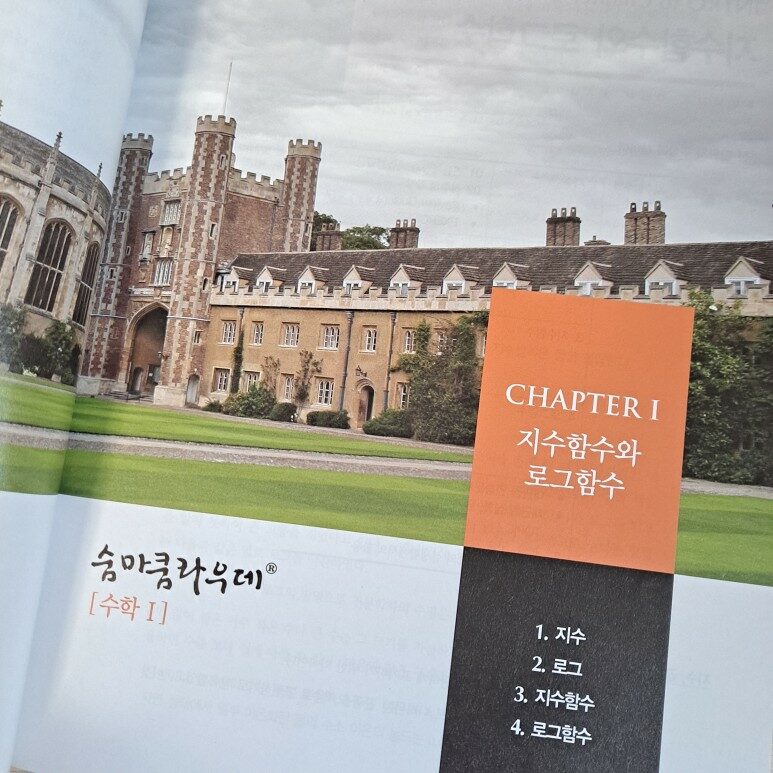 CHAPTER I
지수함수와
로그함수
숨마쿰라우데®
[수학 I]
1. 지수
2. 로그
3. 지수함수
4. 로그함수